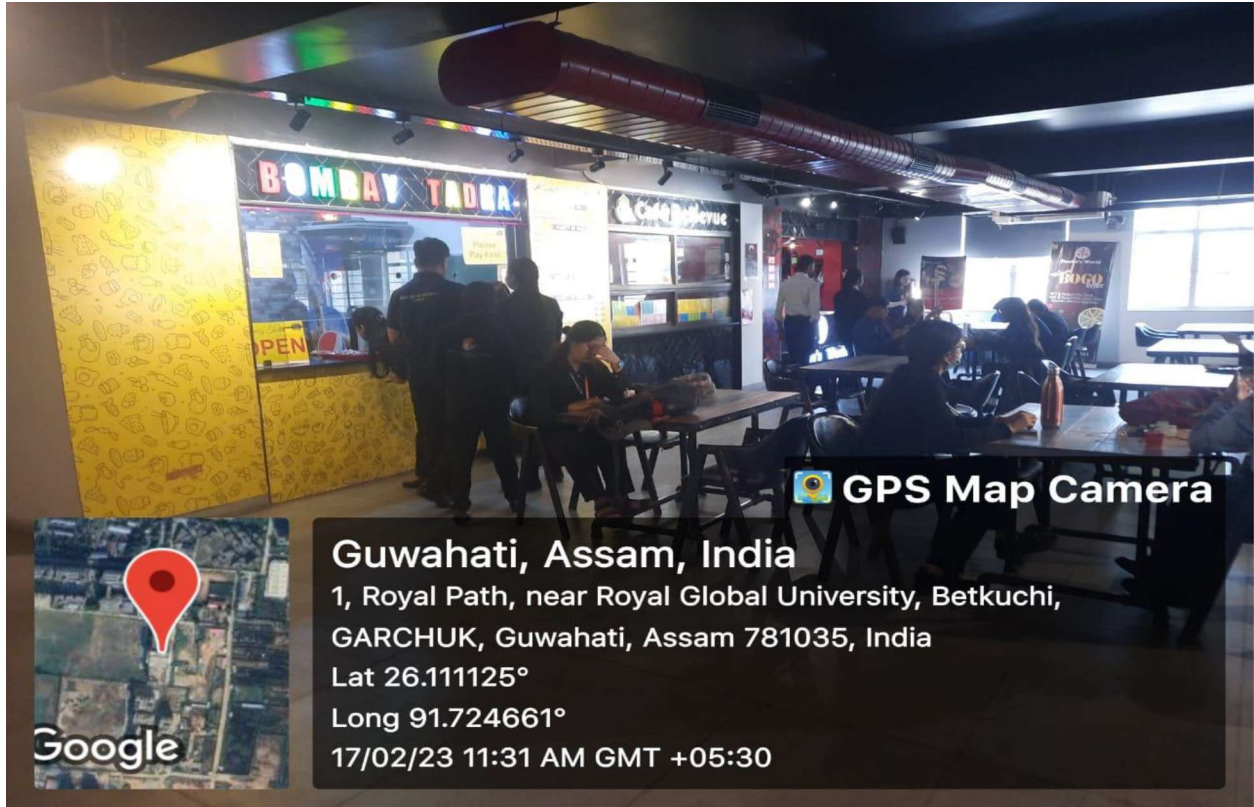 BOMBAY TADKA
Please
Pay First
OPEN
Café Bellevue
BOGO
GPS Map Camera
Guwahati, Assam, India
1, Royal Path, near Royal Global University, Betkuchi,
GARCHUK, Guwahati, Assam 781035, India
Lat 26.111125°
Long 91.724661°
17/02/23 11:31 AM GMT +05:30
Google